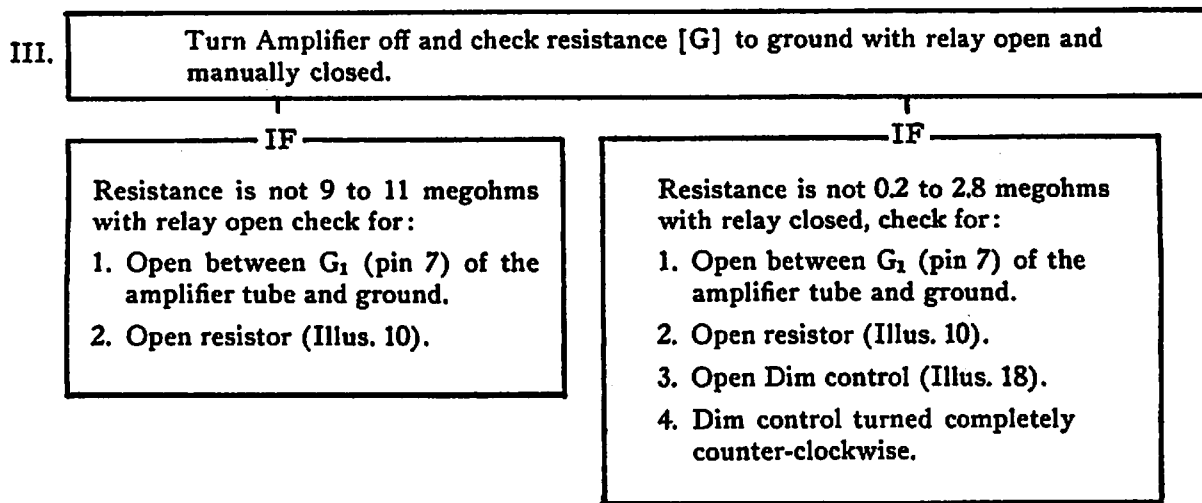 III.
Turn Amplifier off and check resistance [G] to ground with relay open and
manually closed.
IF
Resistance is not 9 to 11 megohms
with relay open check for:
1. Open between G₁ (pin 7) of the
amplifier tube and ground.
2. Open resistor (Illus. 10).
IF
Resistance is not 0.2 to 2.8 megohms
with relay closed, check for:
1. Open between G₁ (pin 7) of the
amplifier tube and ground.
2. Open resistor (Illus. 10).
3. Open Dim control (Illus. 18).
4. Dim control turned completely
counter-clockwise.